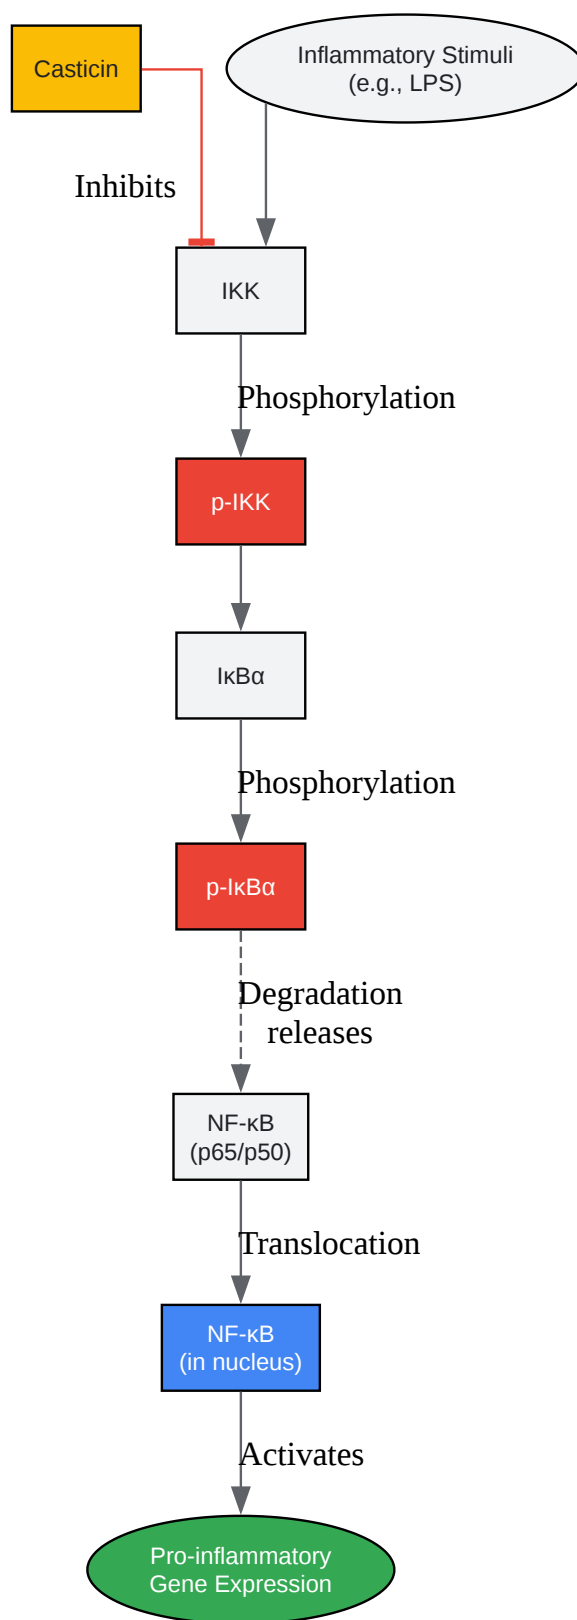 Casticin
Inflammatory Stimuli
(e.g., LPS)
Inhibits
IKK
Phosphorylation
p-IKK
IκBα
Phosphorylation
p-IκBα
Degradation
releases
NF-κB
(p65/p50)
Translocation
NF-κB
(in nucleus)
Activates
Pro-inflammatory
Gene Expression